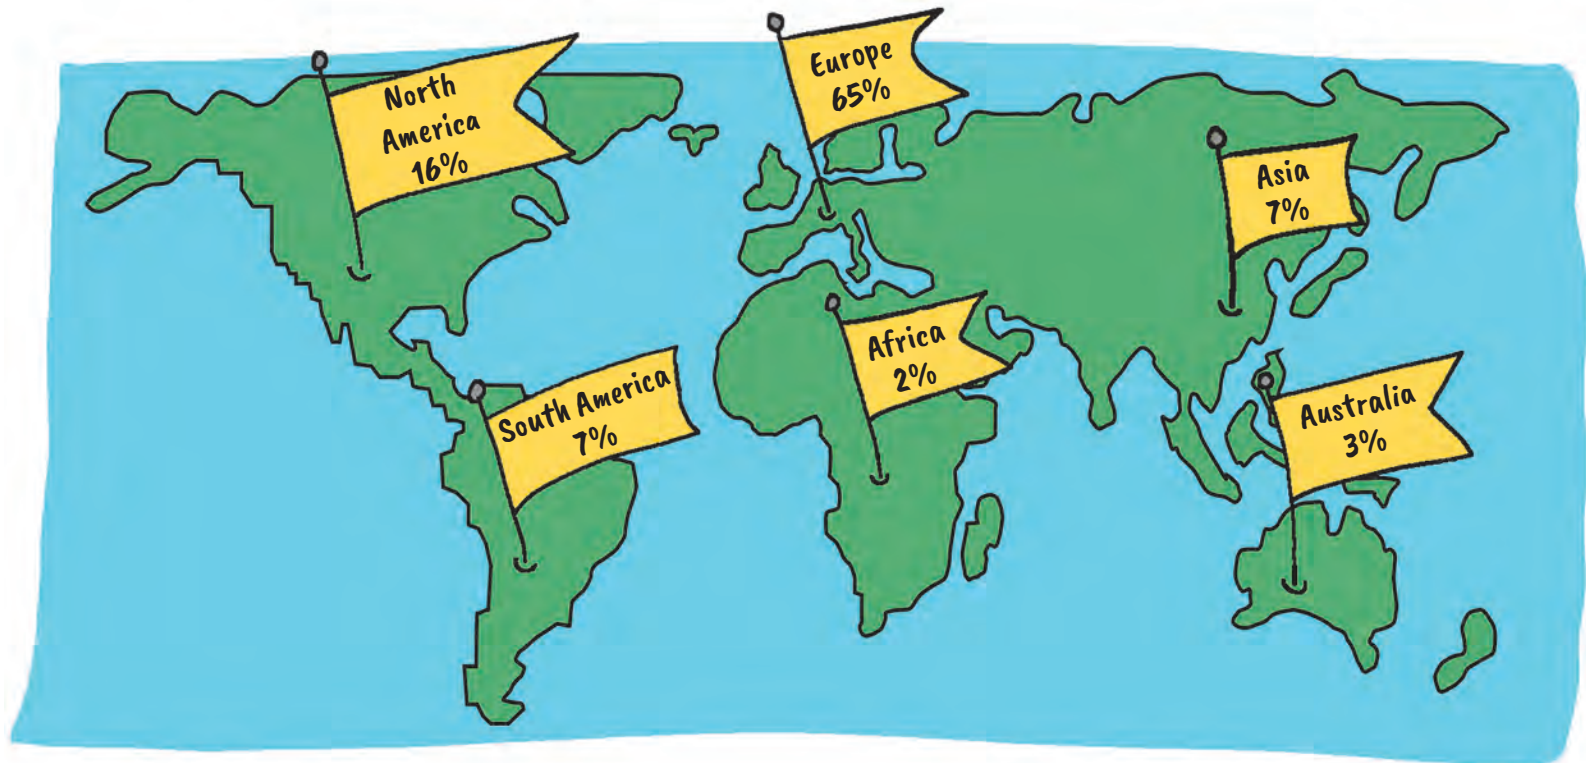 North
America
16%
Europe
65%
Asia
7%
South America
7%
Africa
2%
Australia
3%